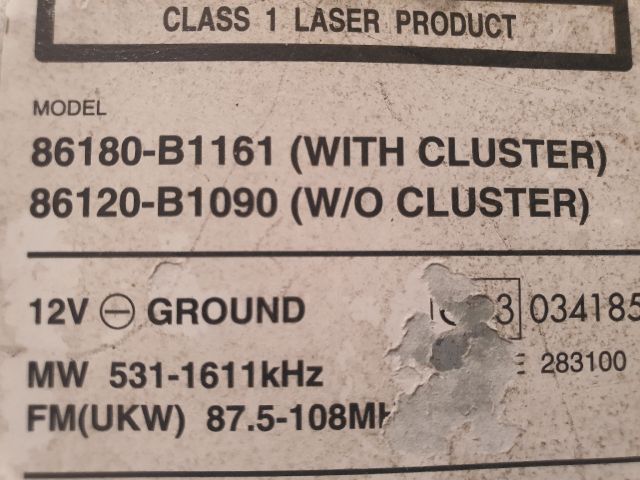 CLASS 1 LASER PRODUCT
MODEL
86180-B1161 (WITH CLUSTER)
86120-B1090 (W/O CLUSTER)
12V ⊖ GROUND
3 034185
MW 531-1611kHz
283100
FM(UKW) 87.5-108MH